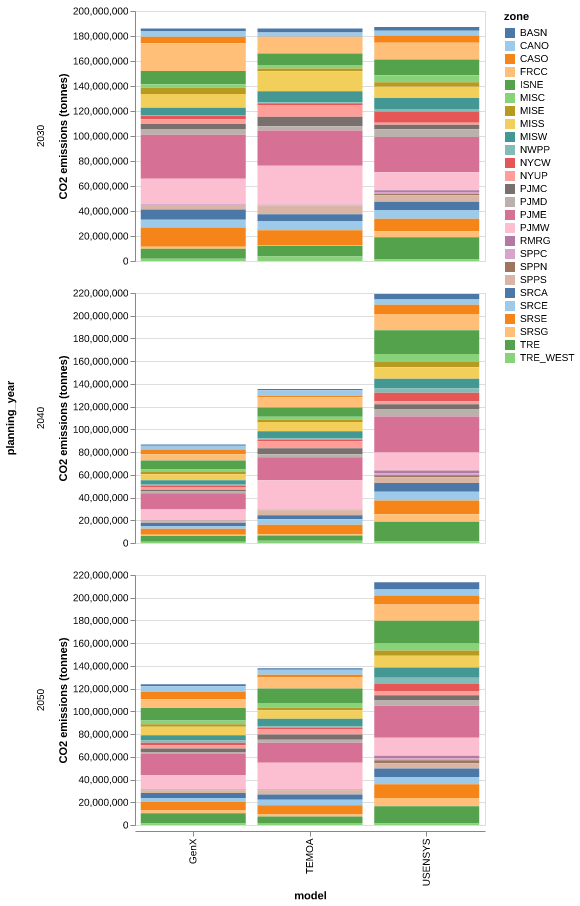 planning_year
2030
CO2 emissions (tonnes)
200,000,000
180,000,000
160,000,000
140,000,000
120,000,000
100,000,000
80,000,000
60,000,000
40,000,000
20,000,000
0
2040
CO2 emissions (tonnes)
220,000,000
200,000,000
180,000,000
160,000,000
140,000,000
120,000,000
100,000,000
80,000,000
60,000,000
40,000,000
20,000,000
0
2050
CO2 emissions (tonnes)
220,000,000
200,000,000
180,000,000
160,000,000
140,000,000
120,000,000
100,000,000
80,000,000
60,000,000
40,000,000
20,000,000
0
GenX
TEMOA
USENSYS
model
zone
BASN
CANO
CASO
FRCC
ISNE
MISC
MISE
MISS
MISW
NWPP
NYCW
NYUP
PJMC
PJMD
PJME
PJMW
RMRG
SPPC
SPPN
SPPS
SRCA
SRCE
SRSE
SRSG
TRE
TRE_WEST